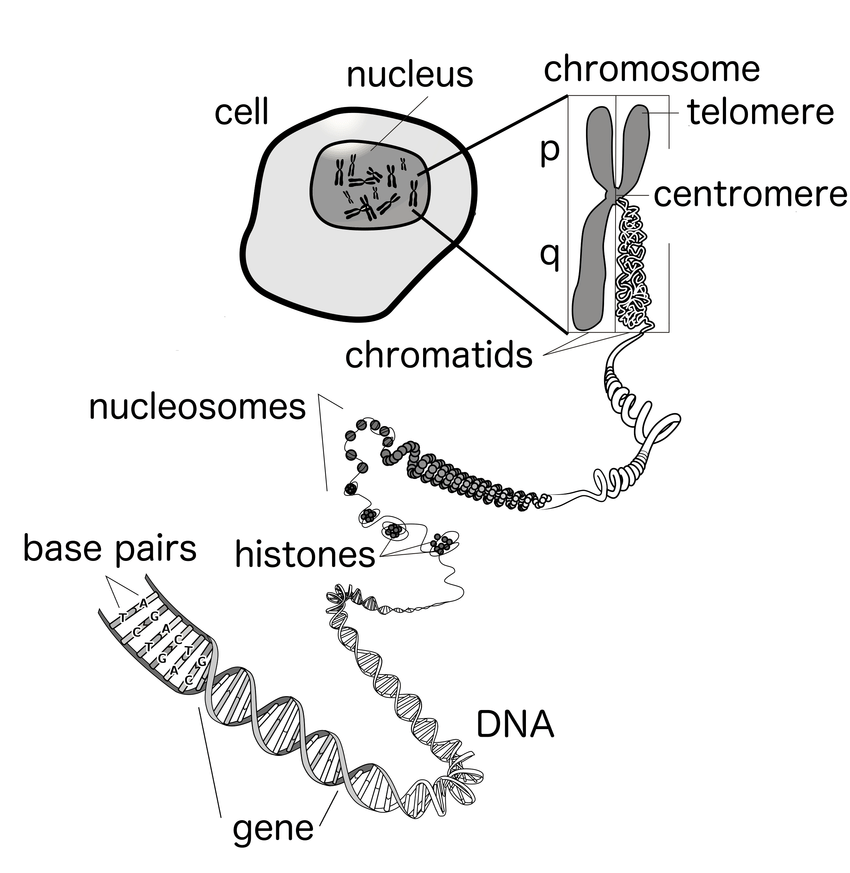 chromosome
nucleus
cell
telomere
p
centromere
q
chromatids
nucleosomes
base pairs
histones
T A
C G
T A
G C
A T
C G
DNA
gene